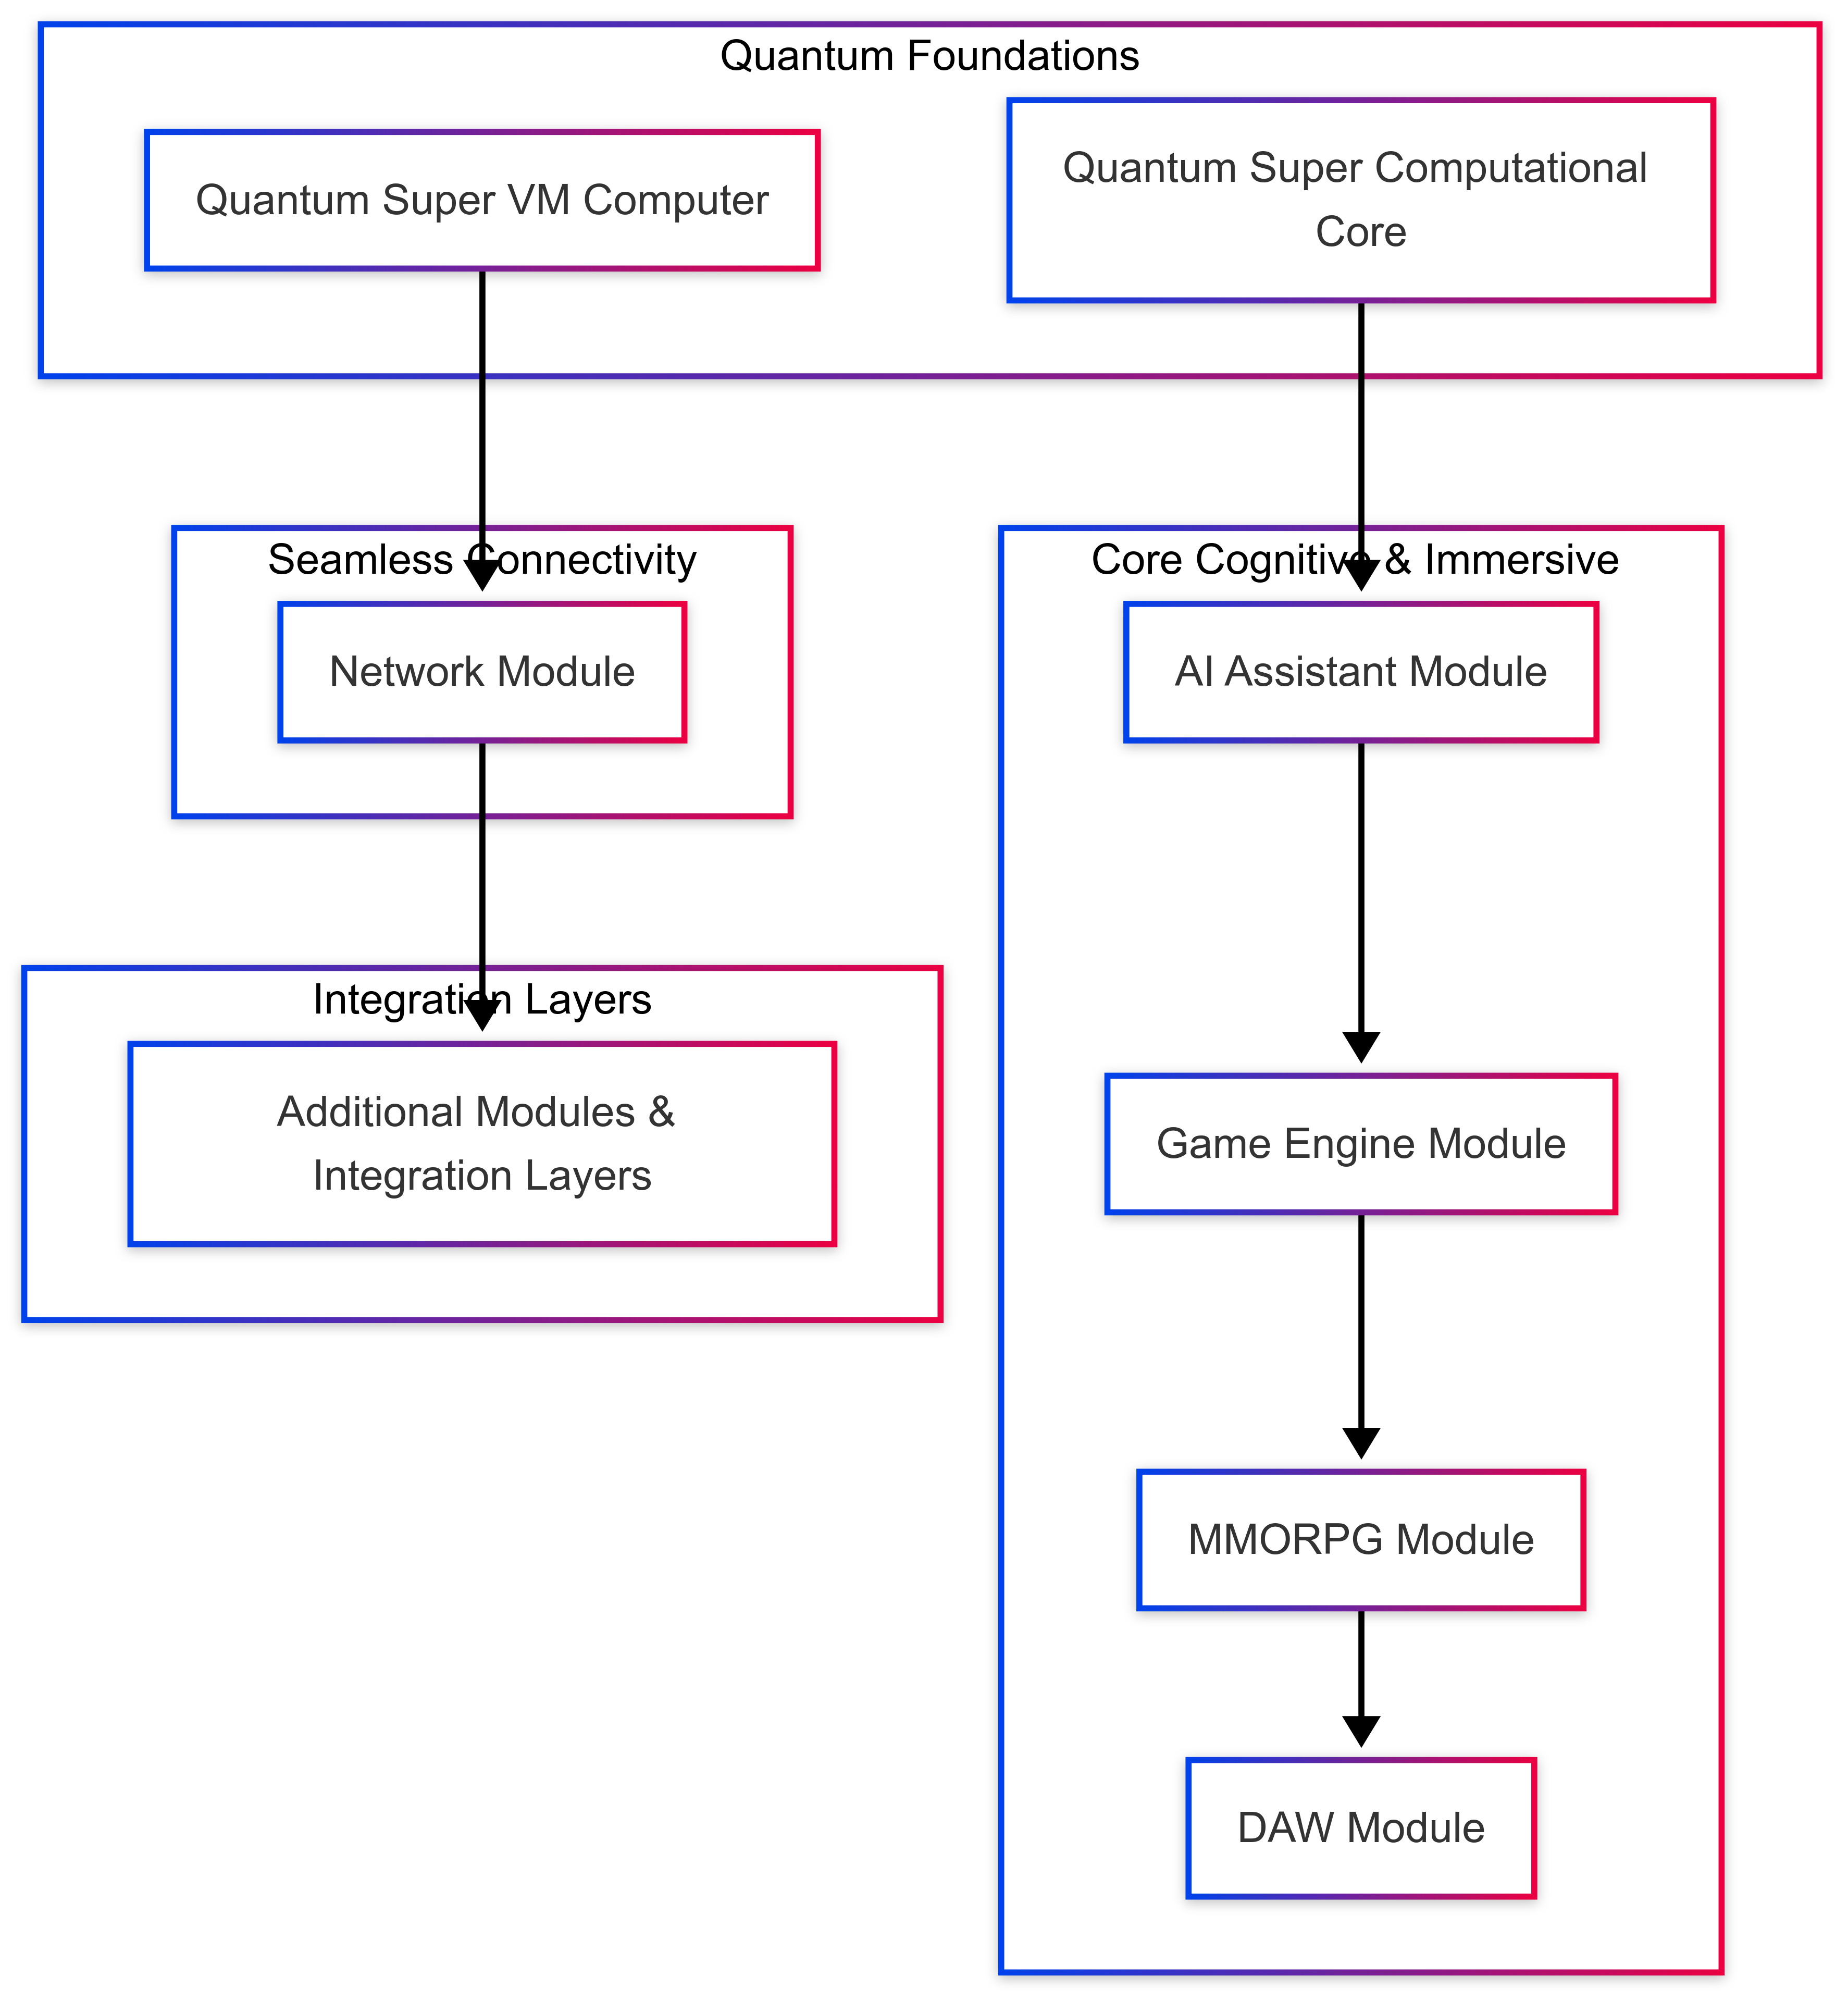 Quantum Foundations
Quantum Super VM Computer
Quantum Super Computational
Core
Seamless Connectivity
Network Module
Integration Layers
Additional Modules &
Integration Layers
Core Cognitive & Immersive
AI Assistant Module
Game Engine Module
MMORPG Module
DAW Module